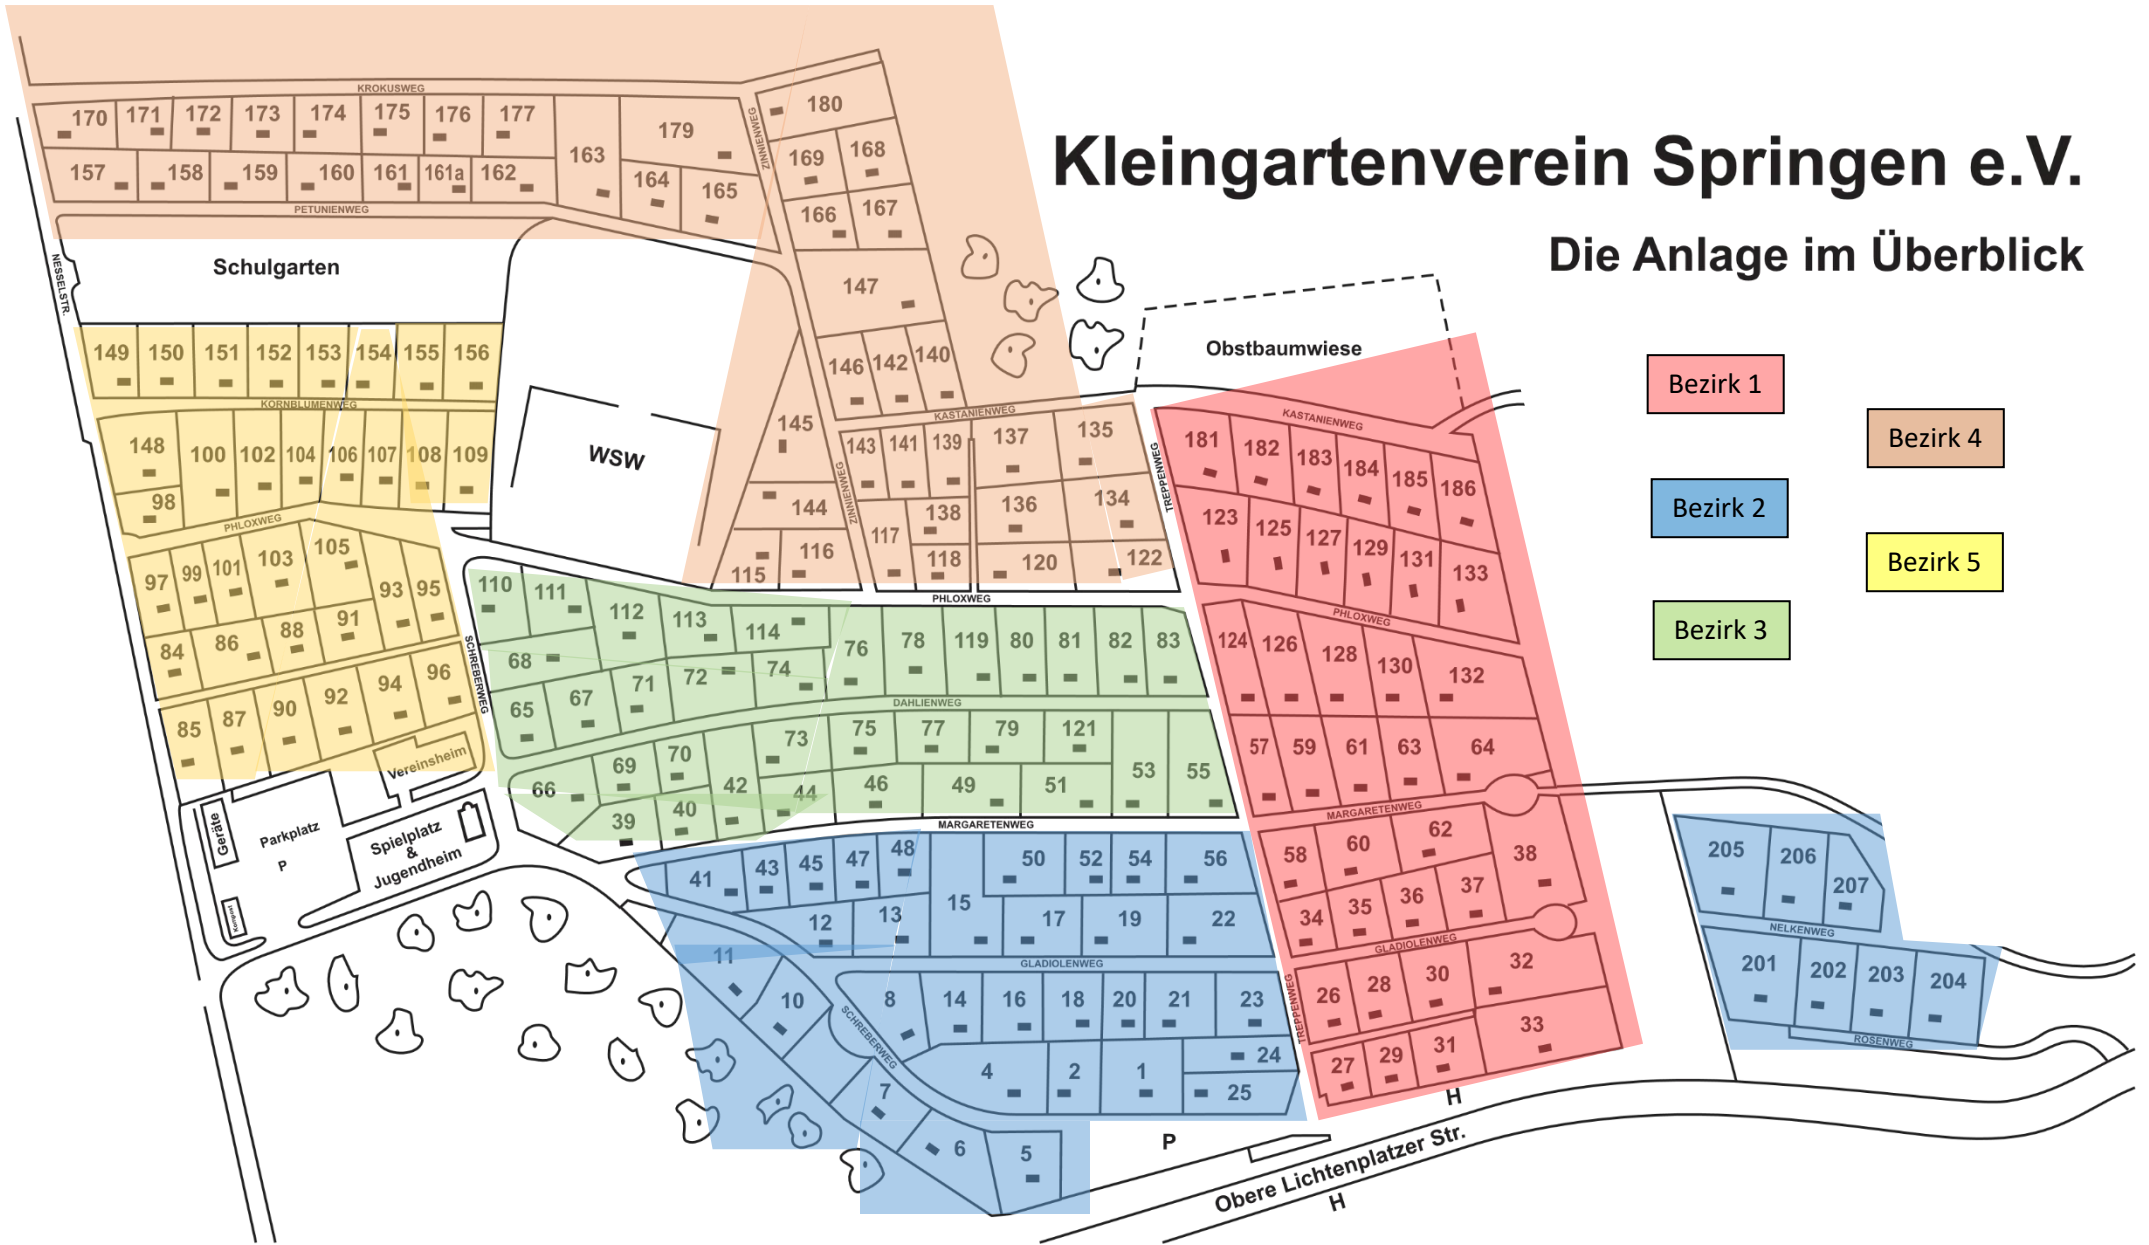 Kleingartenverein Springen e.V.
Die Anlage im Überblick
KROKUSWEG
170 171 172 173 174 175 176 177 163 179
157 158 159 160 161 161a 162 164 165
PETUNIENWEG
ZINNIENWEG
180
169 168
166 167
147
146 142 140
KASTANIENWEG
NESSELSTR.
Schulgarten
149 150 151 152 153 154 155 156
KORNBLUMENWEG
148 100 102 104 106 107 108 109
98
PHLOXWEG
97 99 101 103 105 93 95
84 86 88 91
85 87 90 92 94 96
WSW
145
144
115 116
ZINNIENWEG
143 141 139 137 135
117 138 136 134
118 120 122
PHLOXWEG
TREPPENWEG
Obstbaumwiese
KASTANIENWEG
181 182 183 184 185 186
123 125 127 129 131 133
PHLOXWEG
124 126 128 130 132
57 59 61 63 64
MARGARETENWEG
58 60 62 38
34 35 36 37
GLADIOLENWEG
26 28 30 32
27 29 31 33
TREPPENWEG
Bezirk 1
Bezirk 4
Bezirk 2
Bezirk 5
Bezirk 3
SCHREBERWEG
110 111 112 113 114 76 78 119 80 81 82 83
68
65 67 71 72 74
DAHLIENWEG
66 69 70 42 73 75 77 79 121 53 55
39 40 44 46 49 51
MARGARETENWEG
Vereinsheim
Geräte
Parkplatz
P
Spielplatz
&
Jugendheim
Kompost
41 43 45 47 48 15 50 52 54 56
12 13 17 19 22
11
GLADIOLENWEG
10 8 14 16 18 20 21 23
SCHREBERWEG
4 2 1 24
25
7
6 5
205 206 207
NELKENWEG
201 202 203 204
ROSENWEG
P
H
Obere Lichtenplatzer Str.
H